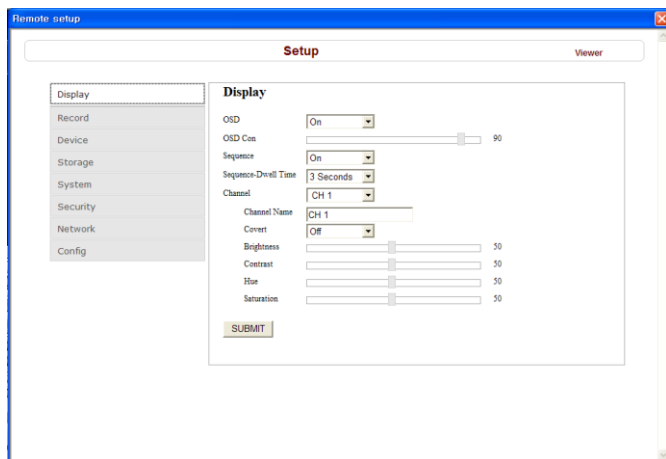 Remote setup
Setup
Viewer
Display
Record
Device
Storage
System
Security
Network
Config
Display
OSD On
OSD Con 90
Sequence On
Sequence-Dwell Time 3 Seconds
Channel CH 1
Channel Name CH 1
Covert Off
Brightness 50
Contrast 50
Hue 50
Saturation 50
SUBMIT